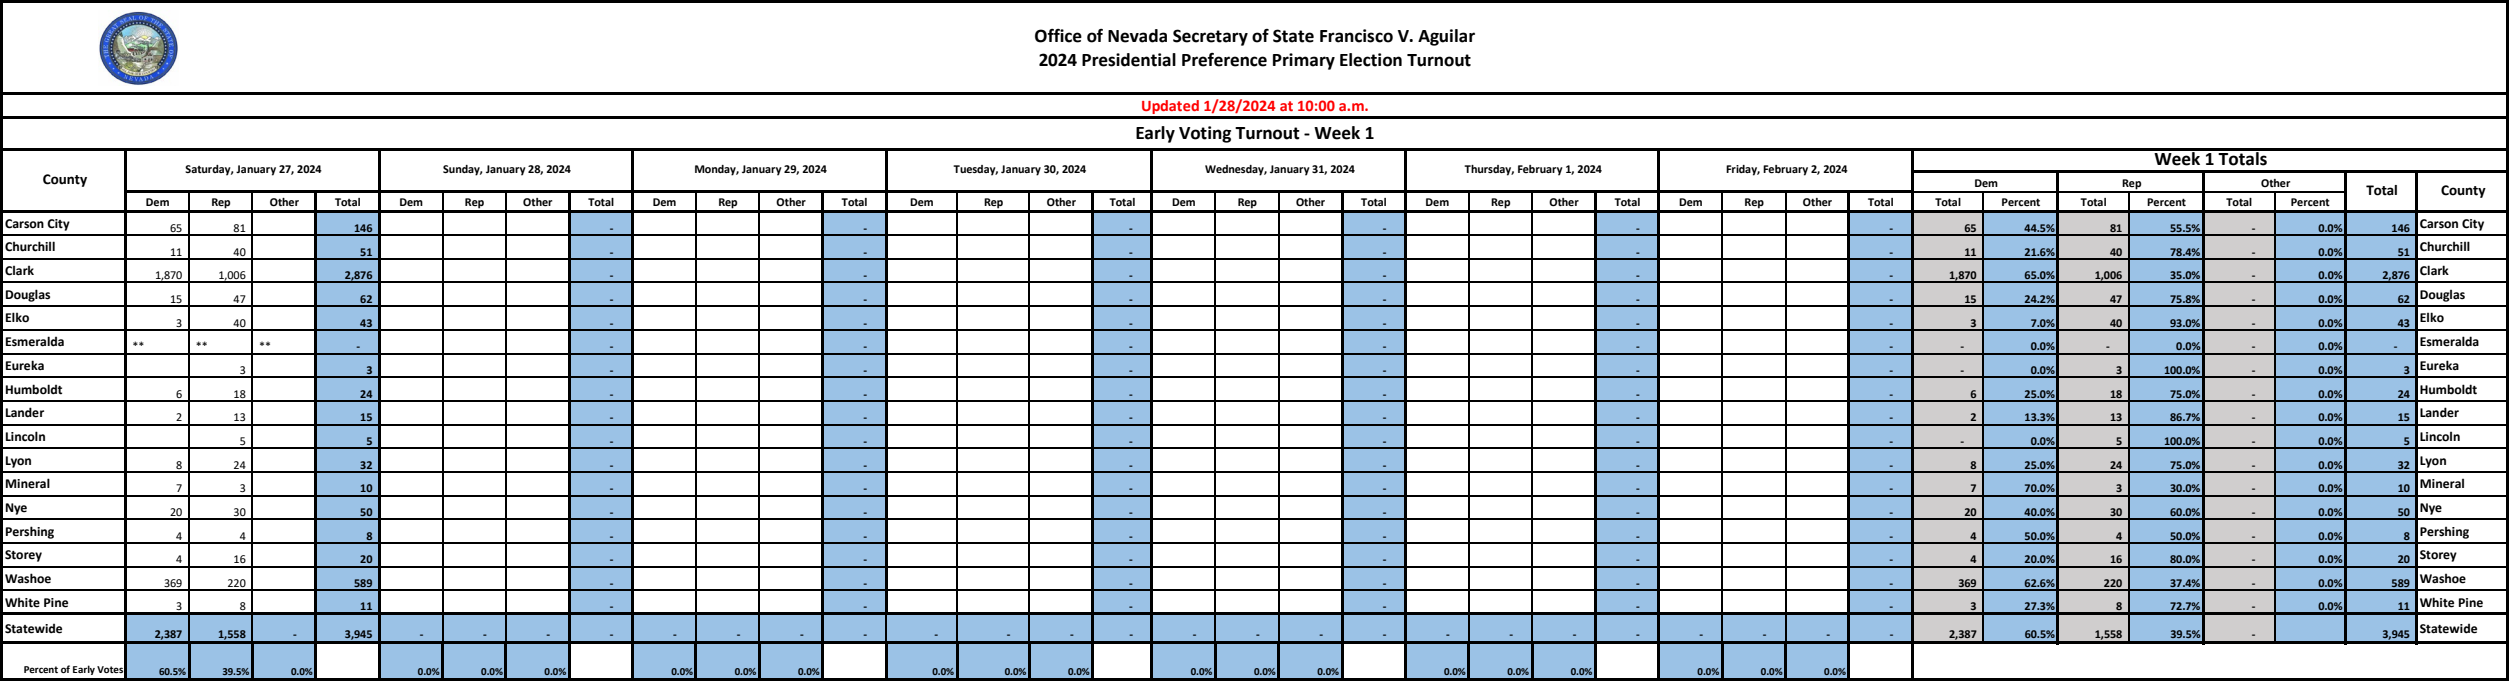 Office of Nevada Secretary of State Francisco V. Aguilar
2024 Presidential Preference Primary Election Turnout
Updated 1/28/2024 at 10:00 a.m.
Early Voting Turnout - Week 1
County Saturday, January 27, 2024 Sunday, January 28, 2024 Monday, January 29, 2024 Tuesday, January 30, 2024 Wednesday, January 31, 2024 Thursday, February 1, 2024 Friday, February 2, 2024 Week 1 Totals
Dem Rep Other Total County
Dem Rep Other Total Dem Rep Other Total Dem Rep Other Total Dem Rep Other Total Dem Rep Other Total Dem Rep Other Total Dem Rep Other Total Total Percent Total Percent Total Percent
Carson City 65 81 146 - - - - - - 65 44.5% 81 55.5% - 0.0% 146 Carson City
Churchill 11 40 51 - - - - - - 11 21.6% 40 78.4% - 0.0% 51 Churchill
Clark 1,870 1,006 2,876 - - - - - - 1,870 65.0% 1,006 35.0% - 0.0% 2,876 Clark
Douglas 15 47 62 - - - - - - 15 24.2% 47 75.8% - 0.0% 62 Douglas
Elko 3 40 43 - - - - - - 3 7.0% 40 93.0% - 0.0% 43 Elko
Esmeralda ** ** ** - - - - - - - - 0.0% - 0.0% - 0.0% - Esmeralda
Eureka 3 3 - - - - - - - 0.0% 3 100.0% - 0.0% 3 Eureka
Humboldt 6 18 24 - - - - - - 6 25.0% 18 75.0% - 0.0% 24 Humboldt
Lander 2 13 15 - - - - - - 2 13.3% 13 86.7% - 0.0% 15 Lander
Lincoln 5 5 - - - - - - - 0.0% 5 100.0% - 0.0% 5 Lincoln
Lyon 8 24 32 - - - - - - 8 25.0% 24 75.0% - 0.0% 32 Lyon
Mineral 7 3 10 - - - - - - 7 70.0% 3 30.0% - 0.0% 10 Mineral
Nye 20 30 50 - - - - - - 20 40.0% 30 60.0% - 0.0% 50 Nye
Pershing 4 4 8 - - - - - - 4 50.0% 4 50.0% - 0.0% 8 Pershing
Storey 4 16 20 - - - - - - 4 20.0% 16 80.0% - 0.0% 20 Storey
Washoe 369 220 589 - - - - - - 369 62.6% 220 37.4% - 0.0% 589 Washoe
White Pine 3 8 11 - - - - - - 3 27.3% 8 72.7% - 0.0% 11 White Pine
Statewide 2,387 1,558 - 3,945 - - - - - - - - - - - - - - - - - - - - - - - - 2,387 60.5% 1,558 39.5% - 3,945 Statewide
Percent of Early Votes 60.5% 39.5% 0.0% 0.0% 0.0% 0.0% 0.0% 0.0% 0.0% 0.0% 0.0% 0.0% 0.0% 0.0% 0.0% 0.0% 0.0% 0.0% 0.0% 0.0% 0.0%